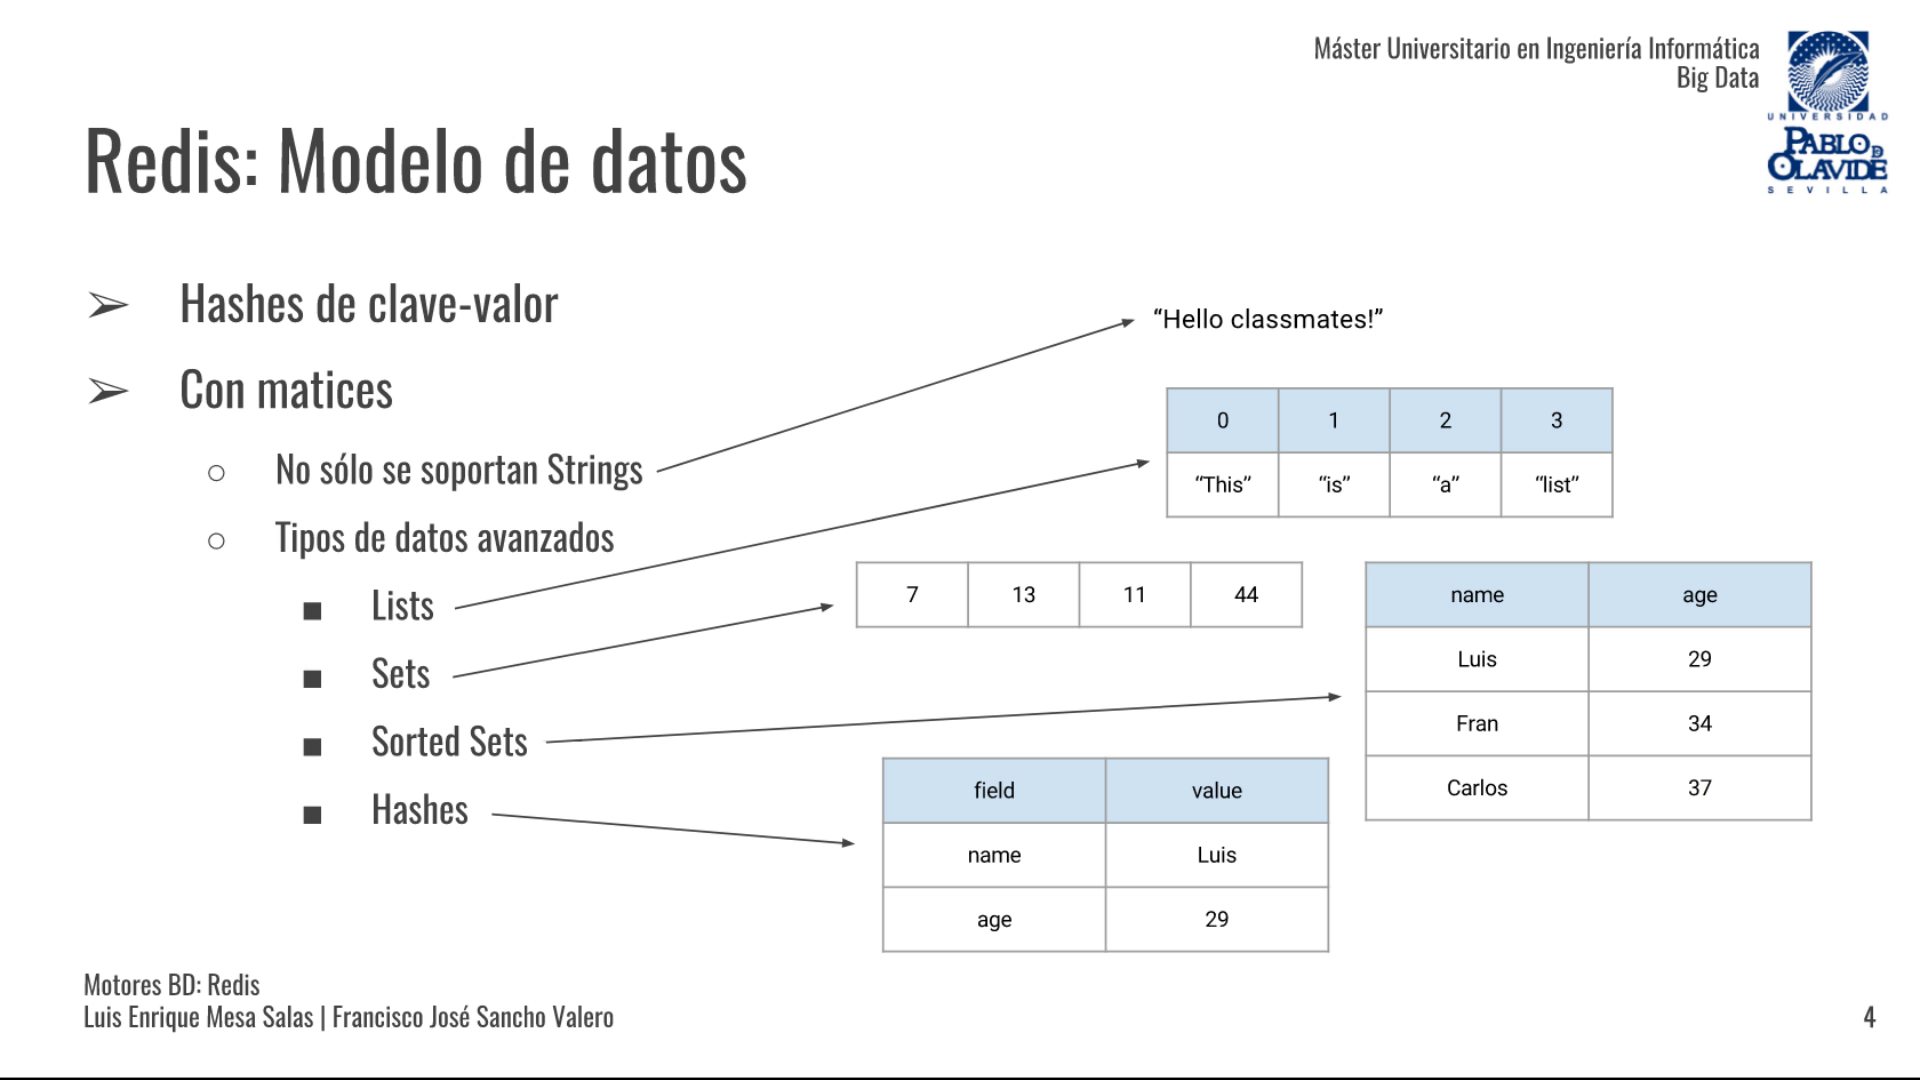 Máster Universitario en Ingeniería Informática
Big Data
UNIVERSIDAD
PABLO DE
OLAVIDE
SEVILLA
Redis: Modelo de datos
➢ Hashes de clave-valor
➢ Con matices
○ No sólo se soportan Strings
○ Tipos de datos avanzados
■ Lists
■ Sets
■ Sorted Sets
■ Hashes
“Hello classmates!”
0 1 2 3
“This” “is” “a” “list”
7 13 11 44
name age
Luis 29
Fran 34
Carlos 37
field value
name Luis
age 29
Motores BD: Redis
Luis Enrique Mesa Salas | Francisco José Sancho Valero
4